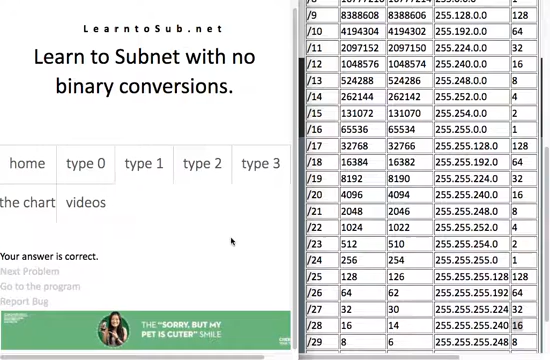 LearntoSub.net
Learn to Subnet with no
binary conversions.
home type 0 type 1 type 2 type 3
the chart videos
Your answer is correct.
Next Problem
Go to the program
Report Bug
THE "SORRY, BUT MY
PET IS CUTER" SMILE
/9 8388608 8388606 255.128.0.0 128
/10 4194304 4194302 255.192.0.0 64
/11 2097152 2097150 255.224.0.0 32
/12 1048576 1048574 255.240.0.0 16
/13 524288 524286 255.248.0.0 8
/14 262144 262142 255.252.0.0 4
/15 131072 131070 255.254.0.0 2
/16 65536 65534 255.255.0.0 1
/17 32768 32766 255.255.128.0 128
/18 16384 16382 255.255.192.0 64
/19 8192 8190 255.255.224.0 32
/20 4096 4094 255.255.240.0 16
/21 2048 2046 255.255.248.0 8
/22 1024 1022 255.255.252.0 4
/23 512 510 255.255.254.0 2
/24 256 254 255.255.255.0 1
/25 128 126 255.255.255.128 128
/26 64 62 255.255.255.192 64
/27 32 30 255.255.255.224 32
/28 16 14 255.255.255.240 16
/29 8 6 255.255.255.248 8